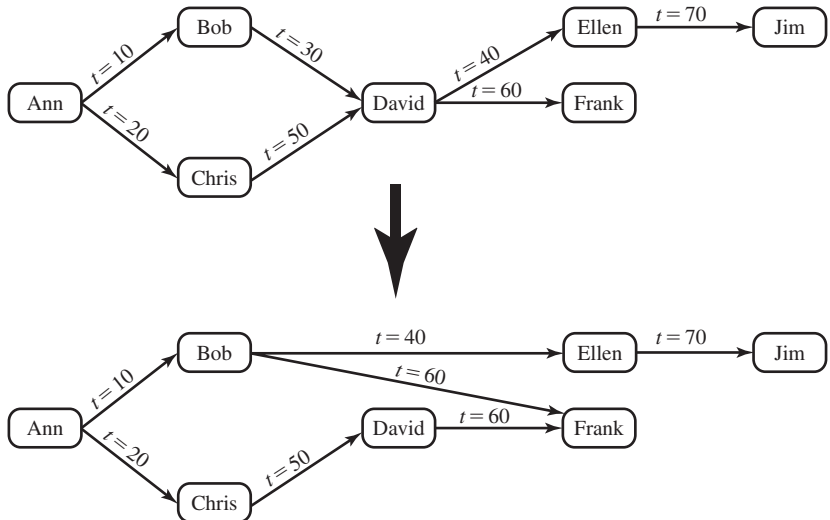 Bob
Ellen
Jim
t = 10
t = 30
t = 40
t = 70
Ann
David
Frank
t = 60
t = 20
t = 50
Chris
Bob
t = 40
Ellen
t = 70
Jim
t = 10
t = 60
Ann
David
t = 60
Frank
t = 20
t = 50
Chris